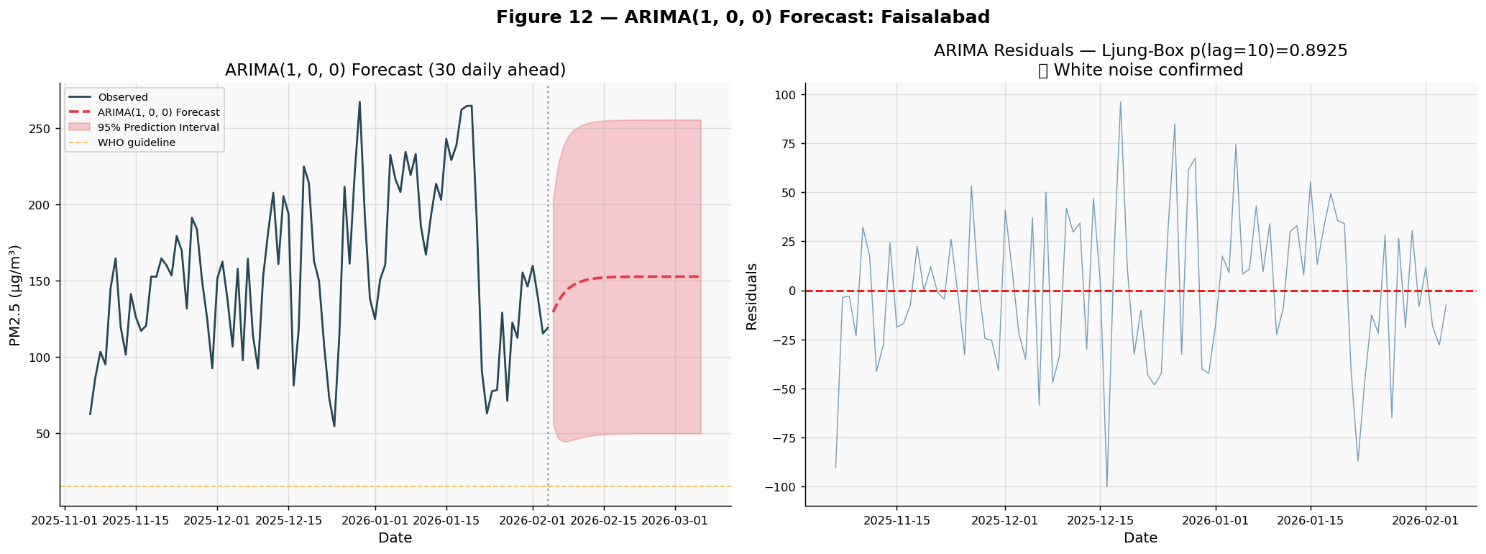 Figure 12 — ARIMA(1, 0, 0) Forecast: Faisalabad
ARIMA(1, 0, 0) Forecast (30 daily ahead)
Observed
ARIMA(1, 0, 0) Forecast
95% Prediction Interval
WHO guideline
PM2.5 (µg/m³)
250
200
150
100
50
2025-11-01 2025-11-15 2025-12-01 2025-12-15 2026-01-01 2026-01-15 2026-02-01 2026-02-15 2026-03-01
Date
ARIMA Residuals — Ljung-Box p(lag=10)=0.8925
White noise confirmed
Residuals
100
75
50
25
0
−25
−50
−75
−100
2025-11-15 2025-12-01 2025-12-15 2026-01-01 2026-01-15 2026-02-01
Date